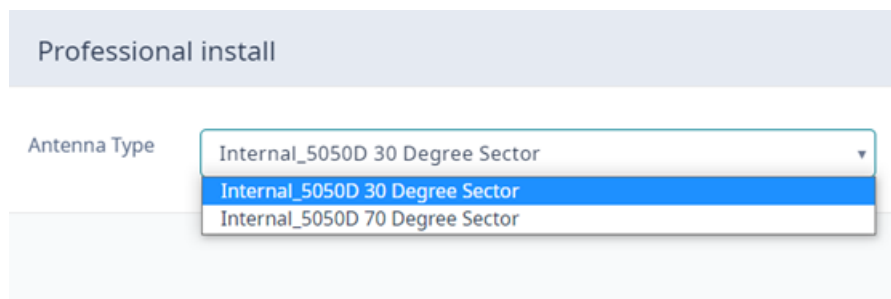 Professional install
Antenna Type
Internal_5050D 30 Degree Sector
Internal_5050D 30 Degree Sector
Internal_5050D 70 Degree Sector